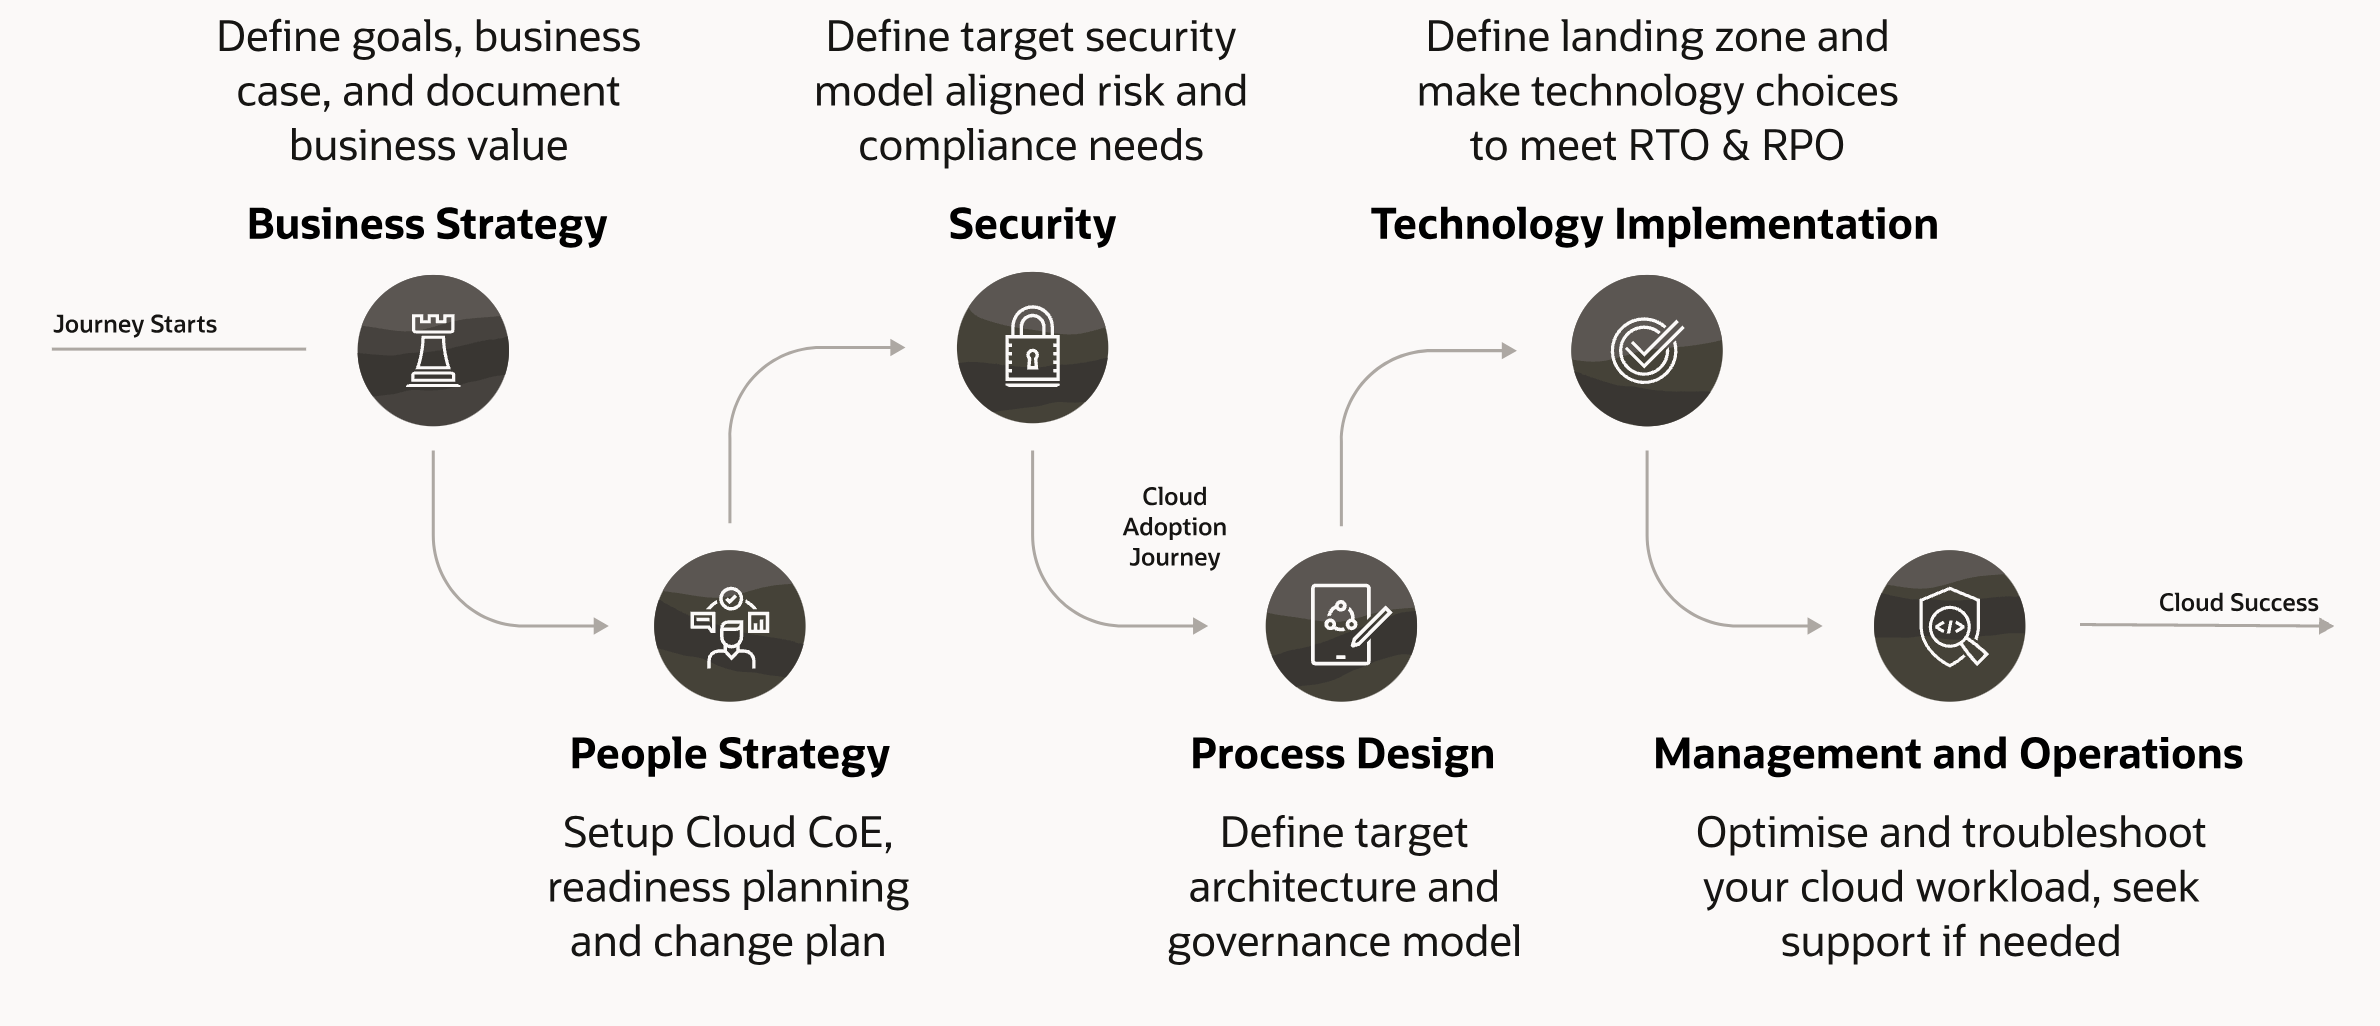 Define goals, business
case, and document
business value
Business Strategy
Define target security
model aligned risk and
compliance needs
Security
Define landing zone and
make technology choices
to meet RTO & RPO
Technology Implementation
Journey Starts
Cloud
Adoption
Journey
Cloud Success
People Strategy
Setup Cloud CoE,
readiness planning
and change plan
Process Design
Define target
architecture and
governance model
Management and Operations
Optimise and troubleshoot
your cloud workload, seek
support if needed